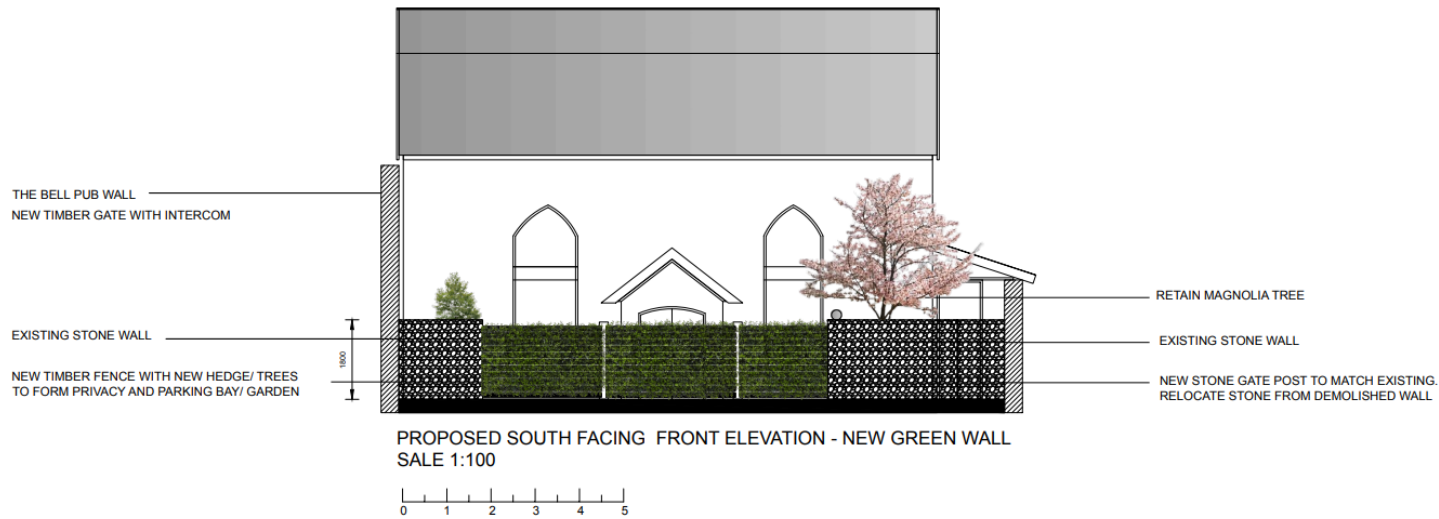 THE BELL PUB WALL
NEW TIMBER GATE WITH INTERCOM
RETAIN MAGNOLIA TREE
EXISTING STONE WALL
EXISTING STONE WALL
1800
NEW TIMBER FENCE WITH NEW HEDGE/ TREES
TO FORM PRIVACY AND PARKING BAY/ GARDEN
NEW STONE GATE POST TO MATCH EXISTING.
RELOCATE STONE FROM DEMOLISHED WALL
PROPOSED SOUTH FACING FRONT ELEVATION - NEW GREEN WALL
SALE 1:100
0 1 2 3 4 5